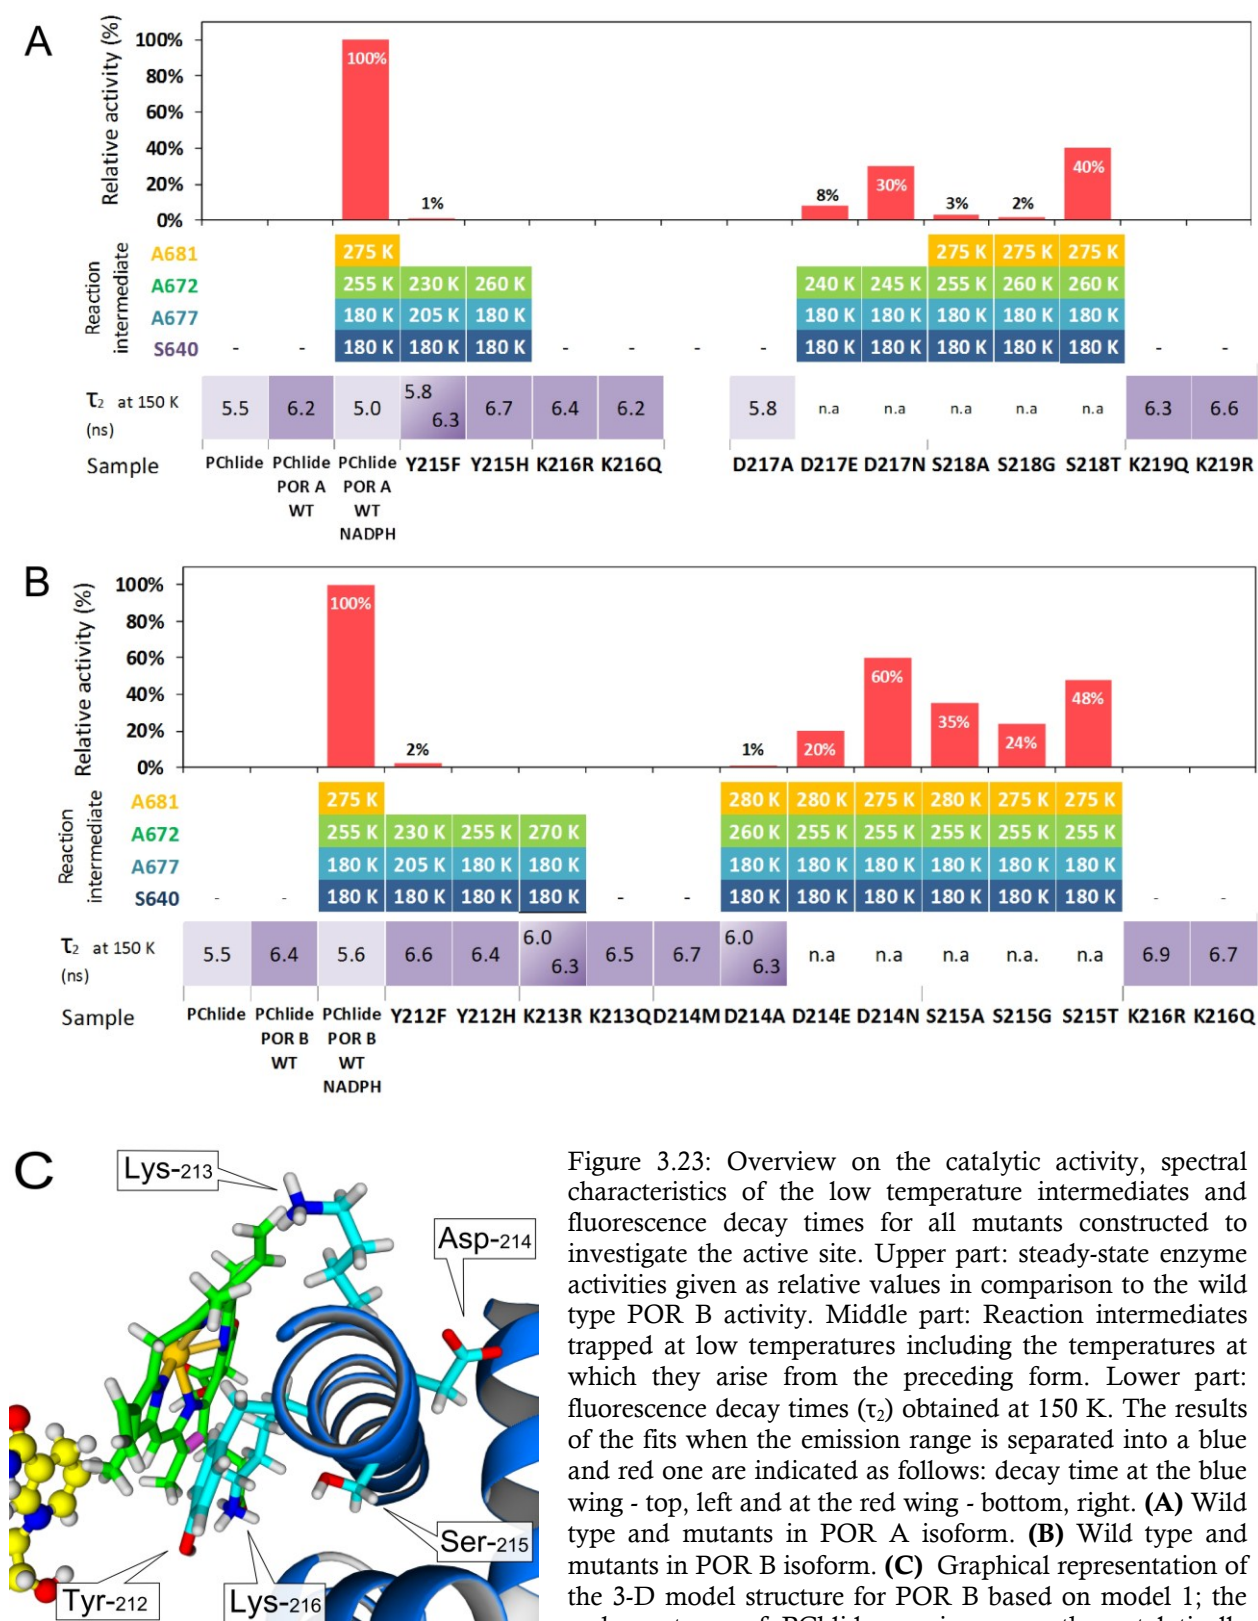 A
Relative activity (%)
100%
80%
60%
40%
20%
0%
100%
1%
8%
30%
3%
2%
40%
Reaction intermediate
A681 275 K 275 K 275 K 275 K
A672 255 K 230 K 260 K 240 K 245 K 255 K 260 K 260 K
A677 180 K 205 K 180 K 180 K 180 K 180 K 180 K 180 K
S640 - - 180 K 180 K 180 K - - - - 180 K 180 K 180 K 180 K 180 K - -
τ2 at 150 K (ns) 5.5 6.2 5.0 5.8 6.3 6.7 6.4 6.2 5.8 n.a n.a n.a n.a n.a 6.3 6.6
Sample PChlide PChlide POR A WT PChlide POR A WT NADPH Y215F Y215H K216R K216Q D217A D217E D217N S218A S218G S218T K219Q K219R
B
Relative activity (%)
100%
80%
60%
40%
20%
0%
100%
2%
1%
20%
60%
35%
24%
48%
Reaction intermediate
A681 275 K 280 K 280 K 275 K 280 K 275 K 275 K
A672 255 K 230 K 255 K 270 K 260 K 255 K 255 K 255 K 255 K 255 K
A677 180 K 205 K 180 K 180 K 180 K 180 K 180 K 180 K 180 K 180 K
S640 - - 180 K 180 K 180 K 180 K - - 180 K 180 K 180 K 180 K 180 K 180 K - -
τ2 at 150 K (ns) 5.5 6.4 5.6 6.6 6.4 6.0 6.3 6.5 6.7 6.0 6.3 n.a n.a n.a n.a. n.a 6.9 6.7
Sample PChlide PChlide POR B WT PChlide POR B WT NADPH Y212F Y212H K213R K213Q D214M D214A D214E D214N S215A S215G S215T K216R K216Q
C
Lys-213
Asp-214
Ser-215
Tyr-212
Lys-216
Figure 3.23: Overview on the catalytic activity, spectral
characteristics of the low temperature intermediates and
fluorescence decay times for all mutants constructed to
investigate the active site. Upper part: steady-state enzyme
activities given as relative values in comparison to the wild
type POR B activity. Middle part: Reaction intermediates
trapped at low temperatures including the temperatures at
which they arise from the preceding form. Lower part:
fluorescence decay times (τ2) obtained at 150 K. The results
of the fits when the emission range is separated into a blue
and red one are indicated as follows: decay time at the blue
wing - top, left and at the red wing - bottom, right. (A) Wild
type and mutants in POR A isoform. (B) Wild type and
mutants in POR B isoform. (C) Graphical representation of
the 3-D model structure for POR B based on model 1; the